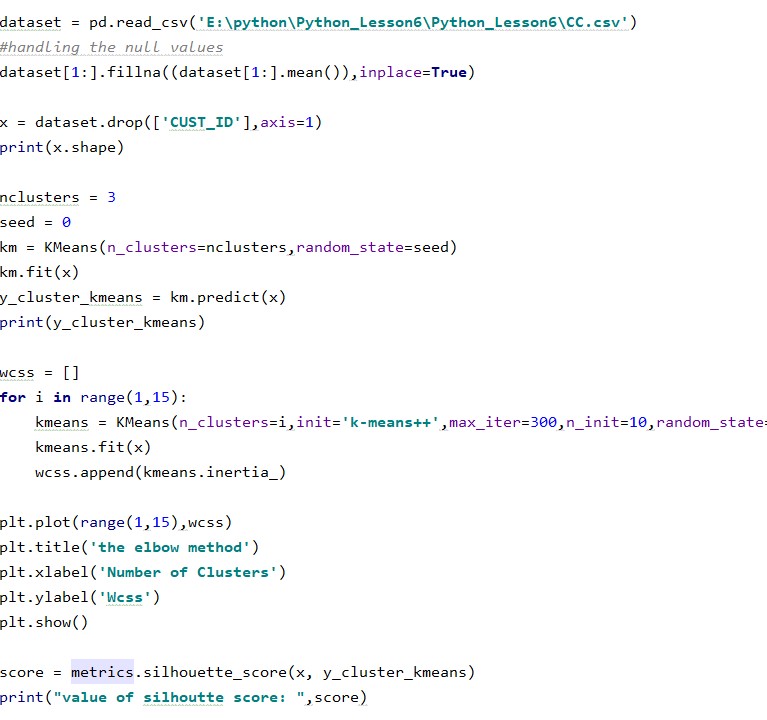 dataset = pd.read_csv('E:\python\Python_Lesson6\Python_Lesson6\CC.csv')
#handling the null values
dataset[1:].fillna((dataset[1:].mean()),inplace=True)
x = dataset.drop(['CUST_ID'],axis=1)
print(x.shape)
nclusters = 3
seed = 0
km = KMeans(n_clusters=nclusters,random_state=seed)
km.fit(x)
y_cluster_kmeans = km.predict(x)
print(y_cluster_kmeans)
wcss = []
for i in range(1,15):
    kmeans = KMeans(n_clusters=i,init='k-means++',max_iter=300,n_init=10,random_state=
    kmeans.fit(x)
    wcss.append(kmeans.inertia_)
plt.plot(range(1,15),wcss)
plt.title('the elbow method')
plt.xlabel('Number of Clusters')
plt.ylabel('Wcss')
plt.show()
score = metrics.silhouette_score(x, y_cluster_kmeans)
print("value of silhoutte score: ",score)